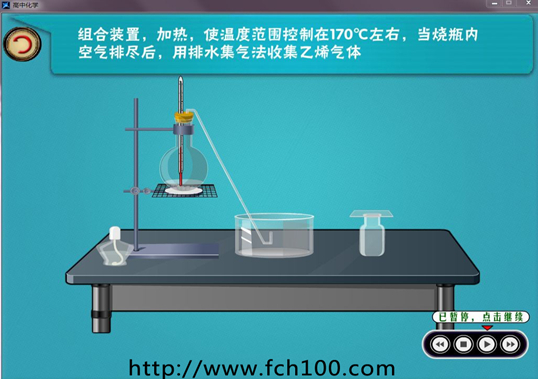 高中化学
组合装置，加热，使温度范围控制在170℃左右，当烧瓶内
空气排尽后，用排水集气法收集乙烯气体
已暂停，点击继续
http://www.fch100.com